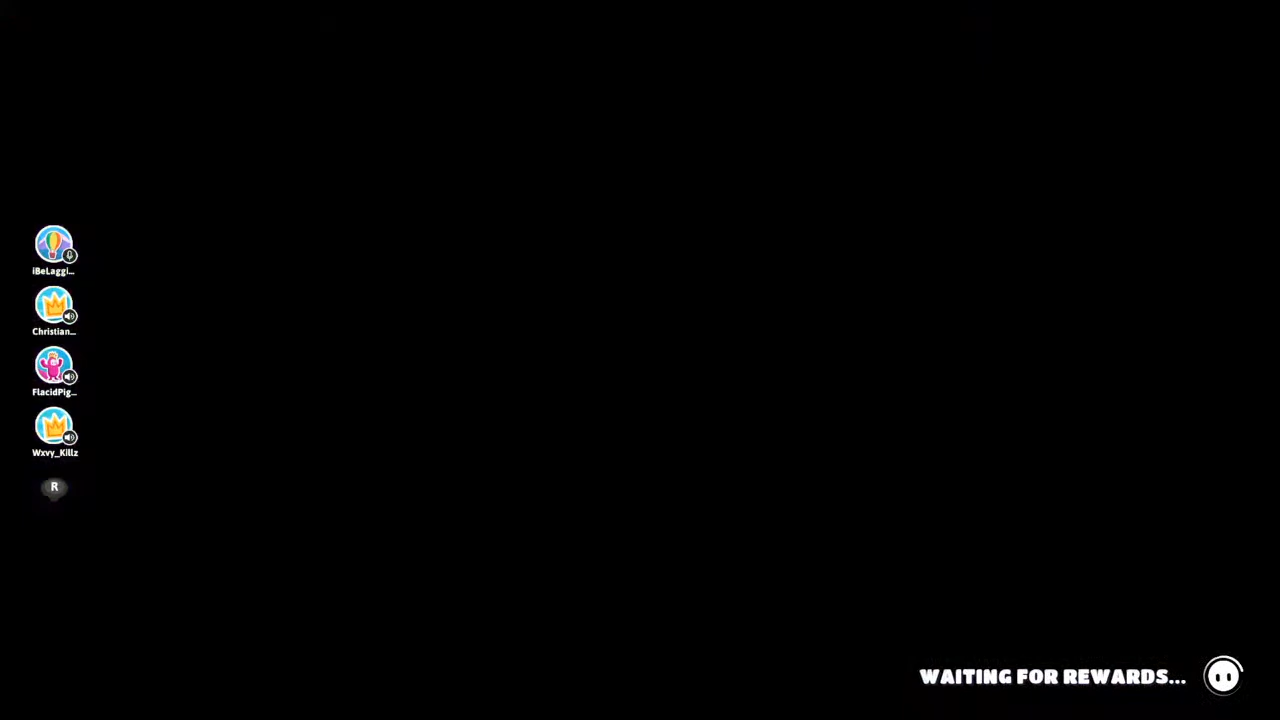 iBeLaggi...
Christian...
FlacidPig...
Wxvy_Killz
R
WAITING FOR REWARDS...